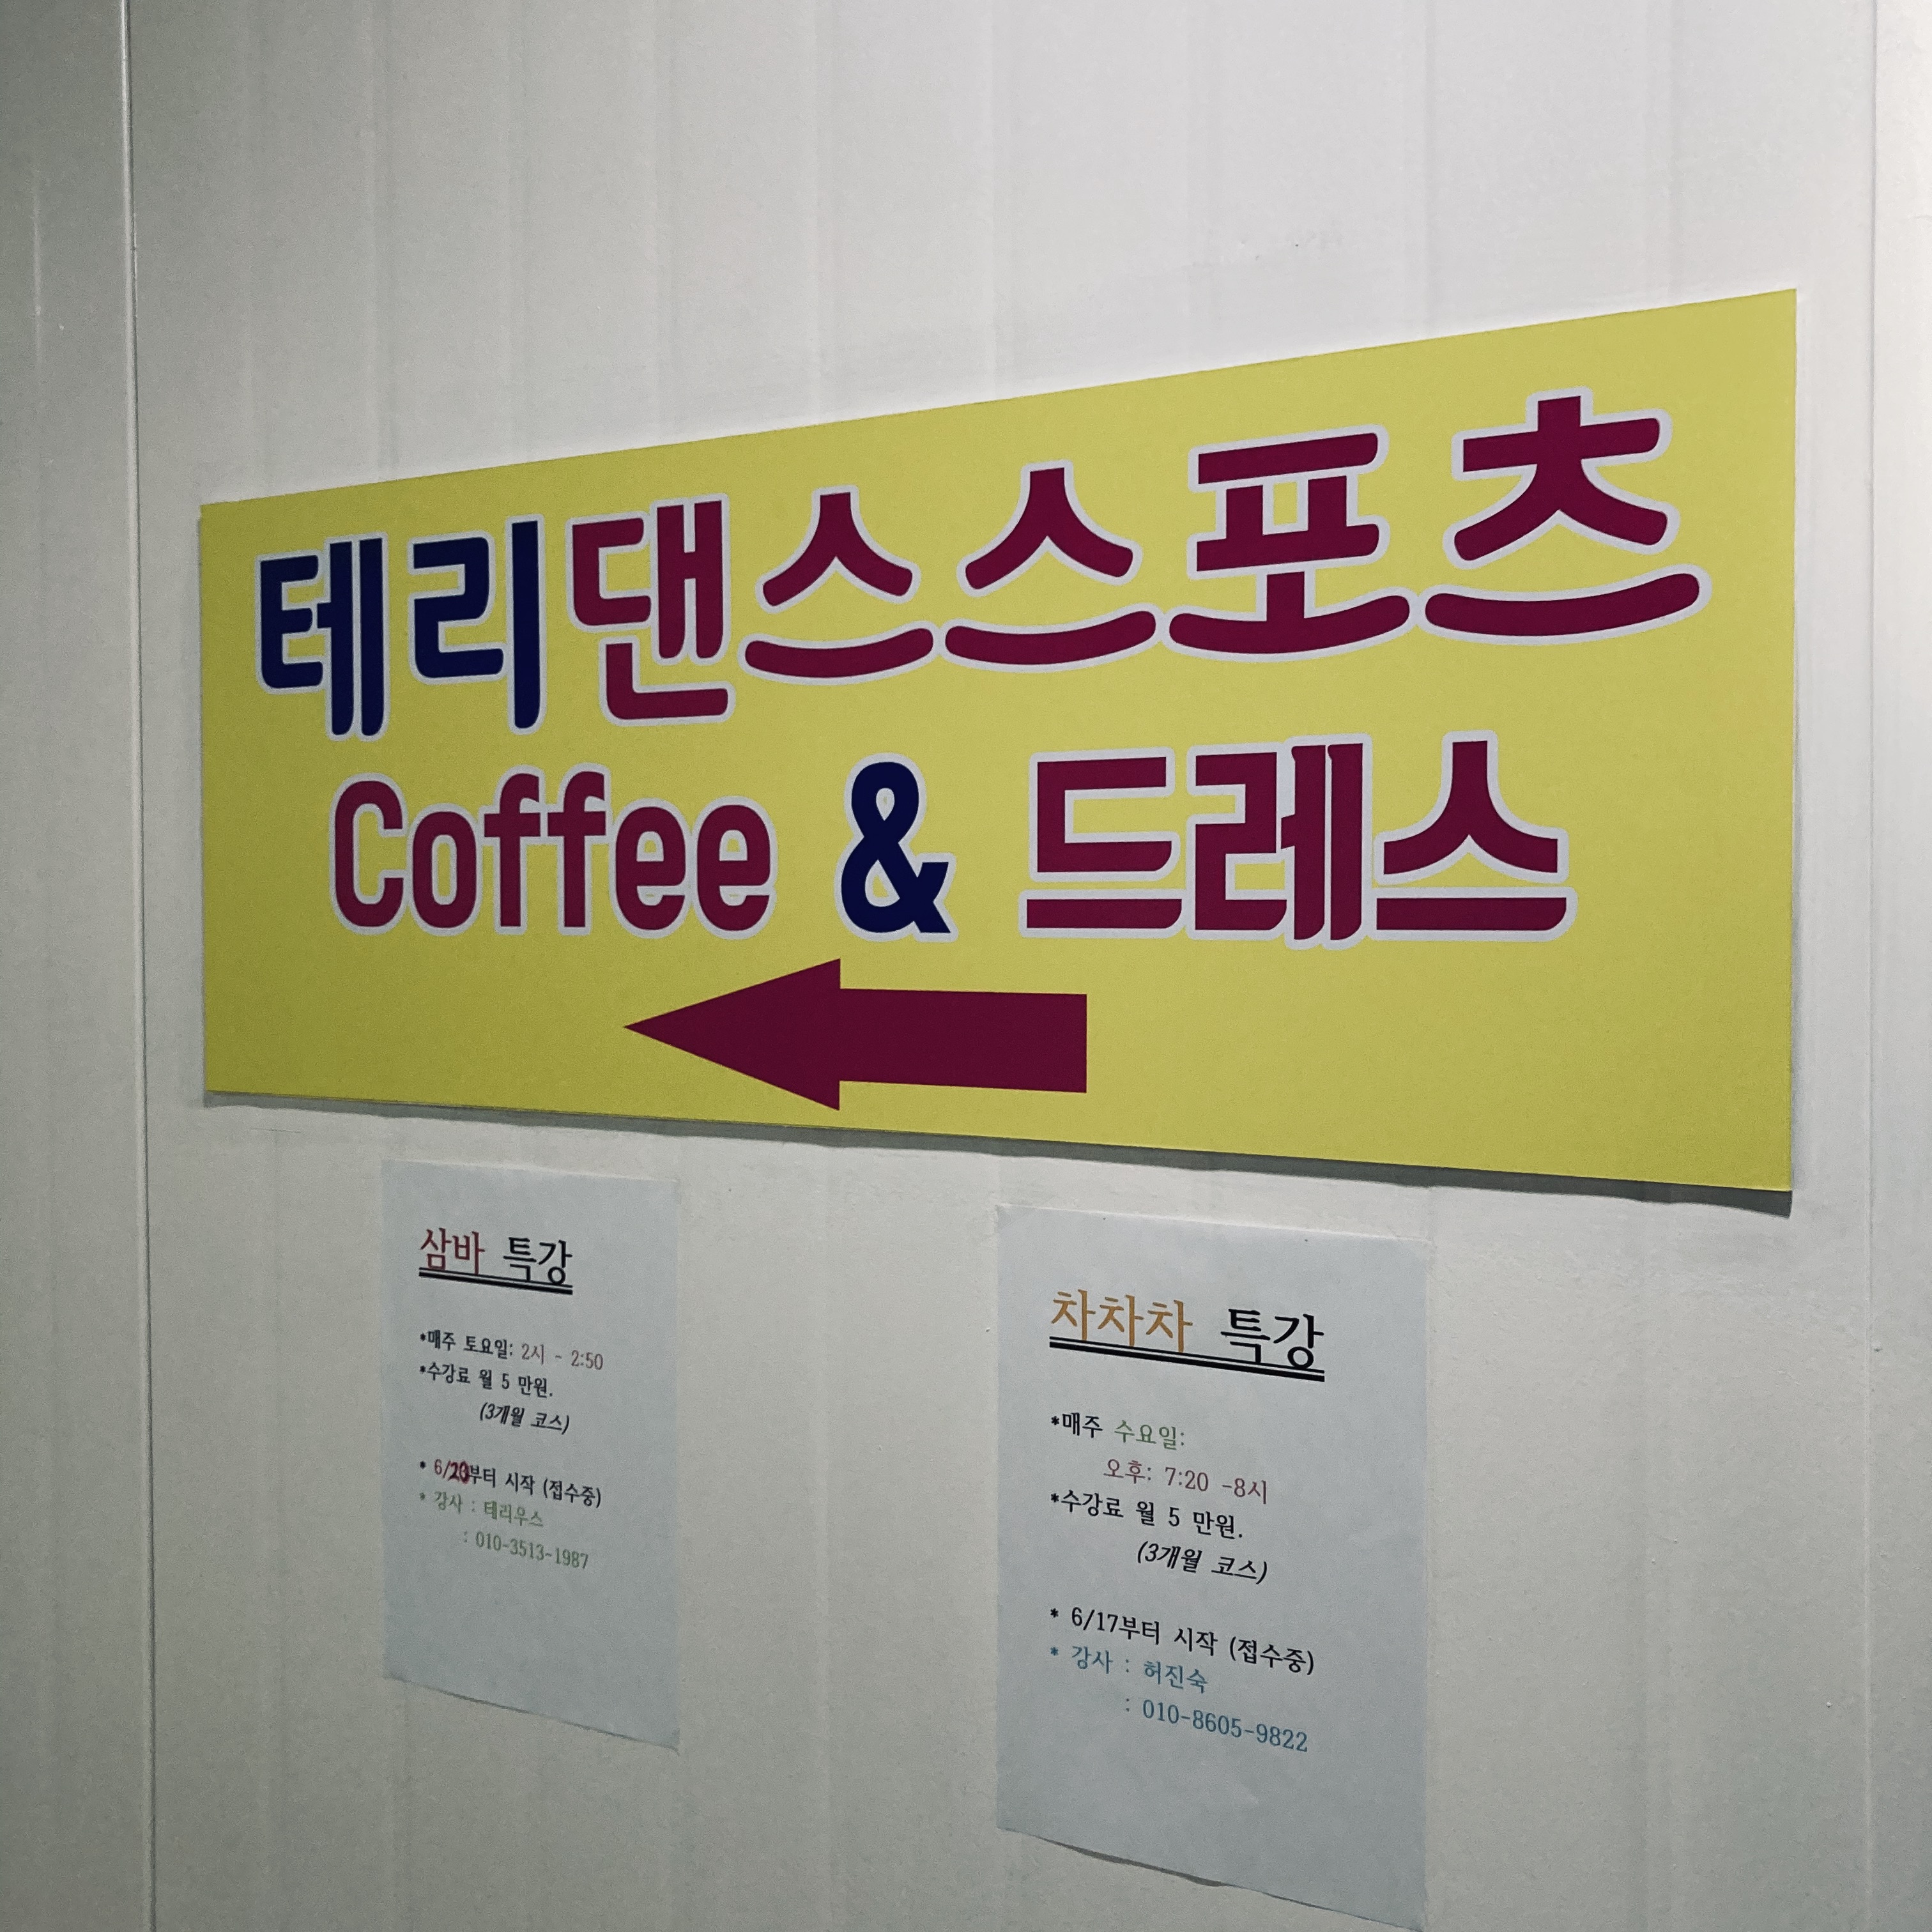 테리댄스스포츠
Coffee & 드레스
삼바 특강
*매주 토요일: 2시 - 2:50
*수강료 월 5 만원.
(3개월 코스)
* 6/20부터 시작 (접수중)
* 강사 : 테리우스
: 010-3513-1987
차차차 특강
*매주 수요일:
오후: 7:20 -8시
*수강료 월 5 만원.
(3개월 코스)
* 6/17부터 시작 (접수중)
* 강사 : 허진숙
: 010-8605-9822